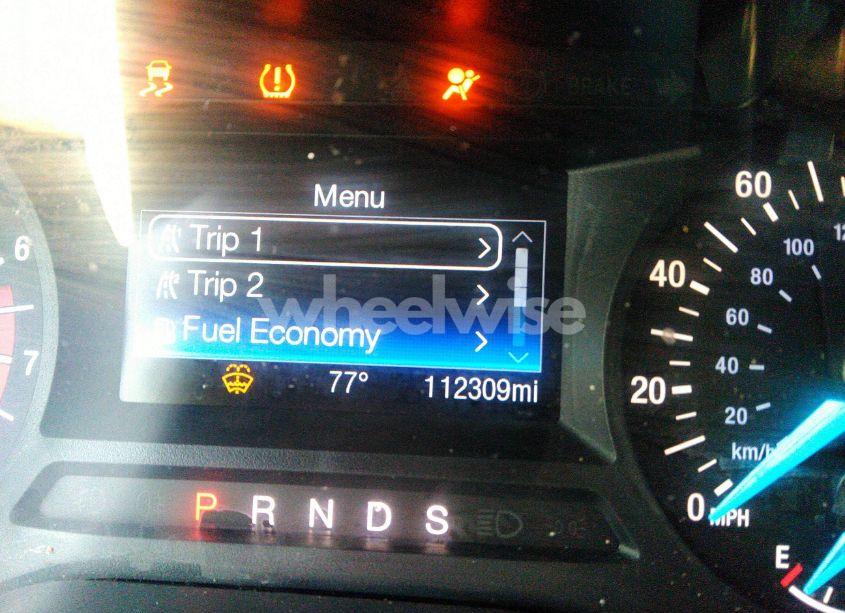 BRAKE
Menu
Trip 1
Trip 2
Fuel Economy
wheelwise
77° 112309mi
P R N D S
6
7
60
40
20
0
100
80
60
40
20
km/h
MPH
E